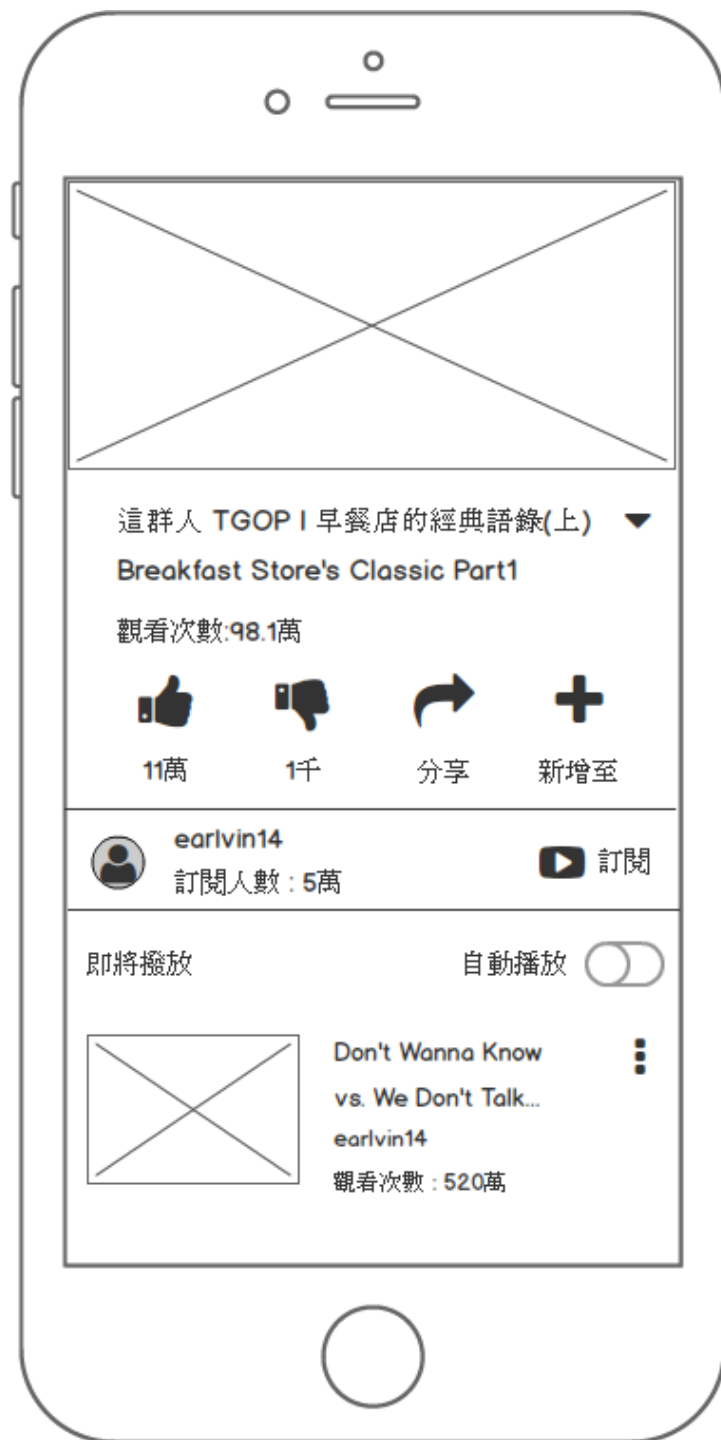 這群人 TGOP I 早餐店的經典語錄(上)
Breakfast Store's Classic Part1
觀看次數:98.1萬
11萬
1千
分享
新增至
earlvin14
訂閱人數 : 5萬
訂閱
即將撥放
自動播放
Don't Wanna Know
vs. We Don't Talk...
earlvin14
觀看次數 : 520萬